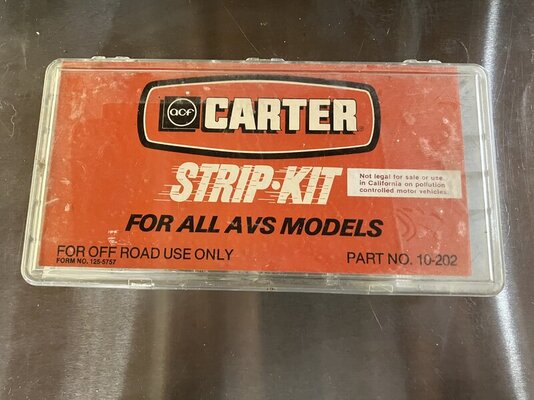 acf CARTER
STRIP·KIT
Not legal for sale or use
in California on pollution
controlled motor vehicles.
FOR ALL AVS MODELS
FOR OFF ROAD USE ONLY
FORM NO. 125-5757
PART NO. 10-202